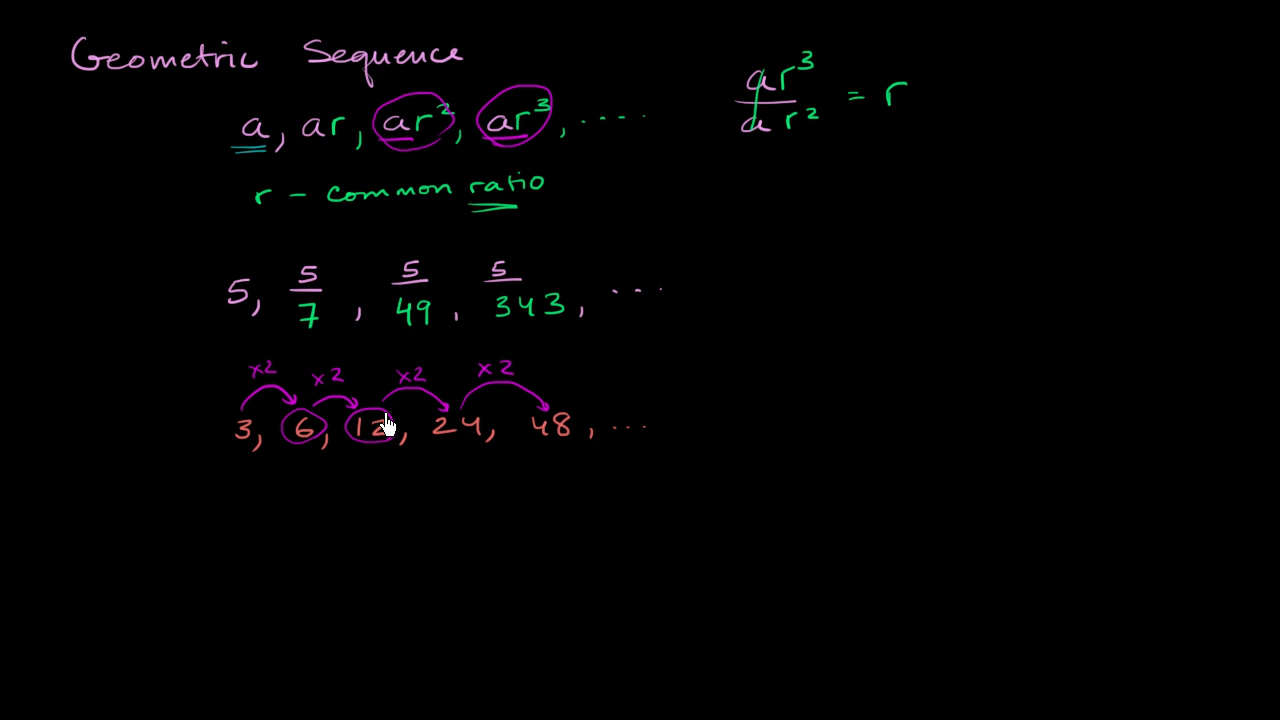 Geometric Sequence
a, ar, ar², ar³, ....
r - common ratio
ar³/ar² = r
5, 5/7, 5/49, 5/343, ...
×2 ×2 ×2 ×2
3, 6, 12, 24, 48, ...